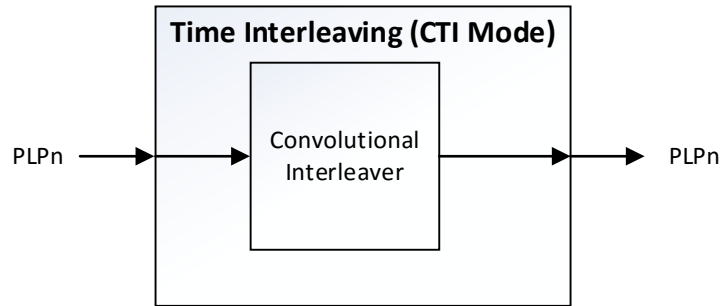 Time Interleaving (CTI Mode)
PLPn
Convolutional
Interleaver
PLPn